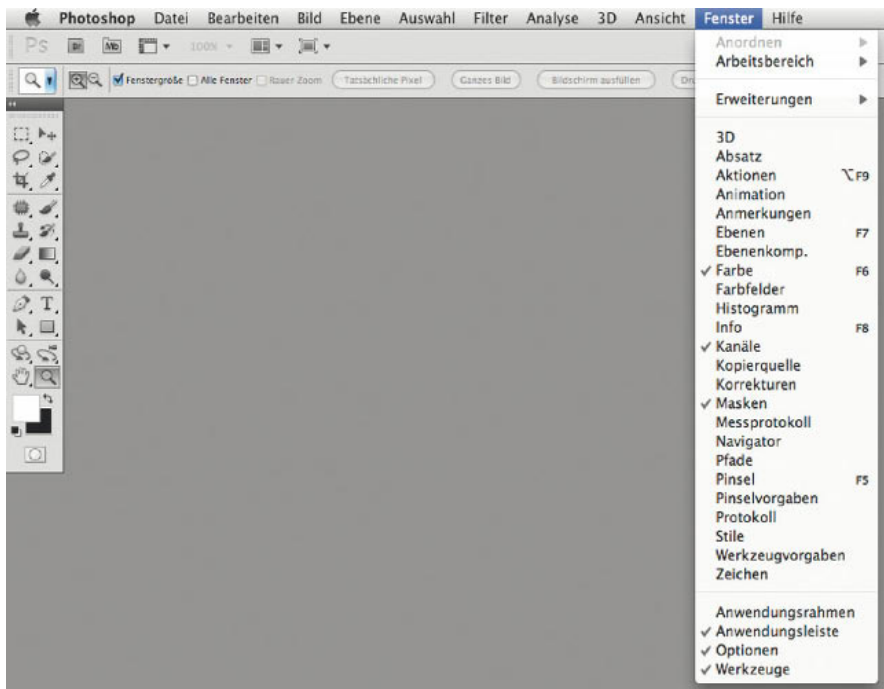 Photoshop Datei Bearbeiten Bild Ebene Auswahl Filter Analyse 3D Ansicht Fenster Hilfe
Ps Br Mb 100%
Fenstergröße Alle Fenster Rauer Zoom Tatsächliche Pixel Ganzes Bild Bildschirm ausfüllen
Anordnen
Arbeitsbereich
Erweiterungen
3D
Absatz
Aktionen ⌥F9
Animation
Anmerkungen
Ebenen F7
Ebenenkomp.
✓ Farbe F6
Farbfelder
Histogramm
Info F8
✓ Kanäle
Kopierquelle
Korrekturen
✓ Masken
Messprotokoll
Navigator
Pfade
Pinsel F5
Pinselvorgaben
Protokoll
Stile
Werkzeugvorgaben
Zeichen
Anwendungsrahmen
✓ Anwendungsleiste
✓ Optionen
✓ Werkzeuge
T